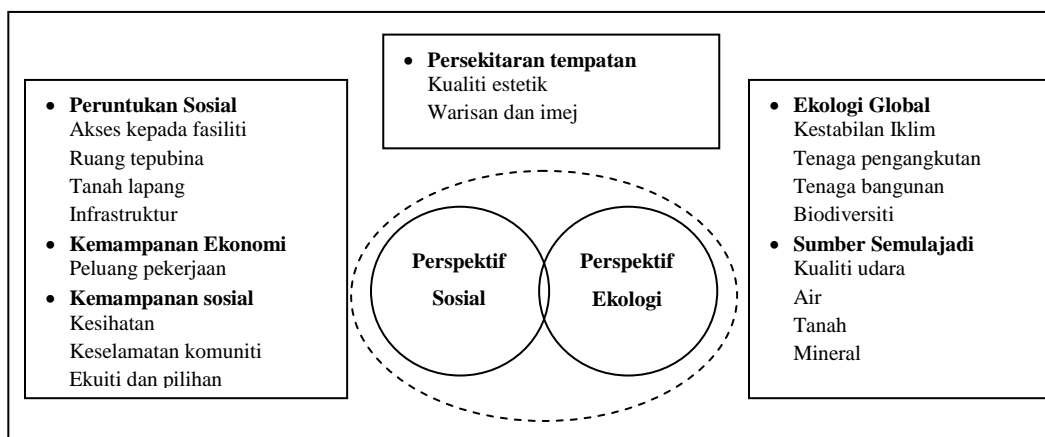 Persekitaran tempatan
Kualiti estetik
Warisan dan imej
Peruntukan Sosial
Akses kepada fasiliti
Ruang tepubina
Tanah lapang
Infrastruktur
Kemampanan Ekonomi
Peluang pekerjaan
Kemampanan sosial
Kesihatan
Keselamatan komuniti
Ekuiti dan pilihan
Perspektif
Sosial
Perspektif
Ekologi
Ekologi Global
Kestabilan Iklim
Tenaga pengangkutan
Tenaga bangunan
Biodiversiti
Sumber Semulajadi
Kualiti udara
Air
Tanah
Mineral